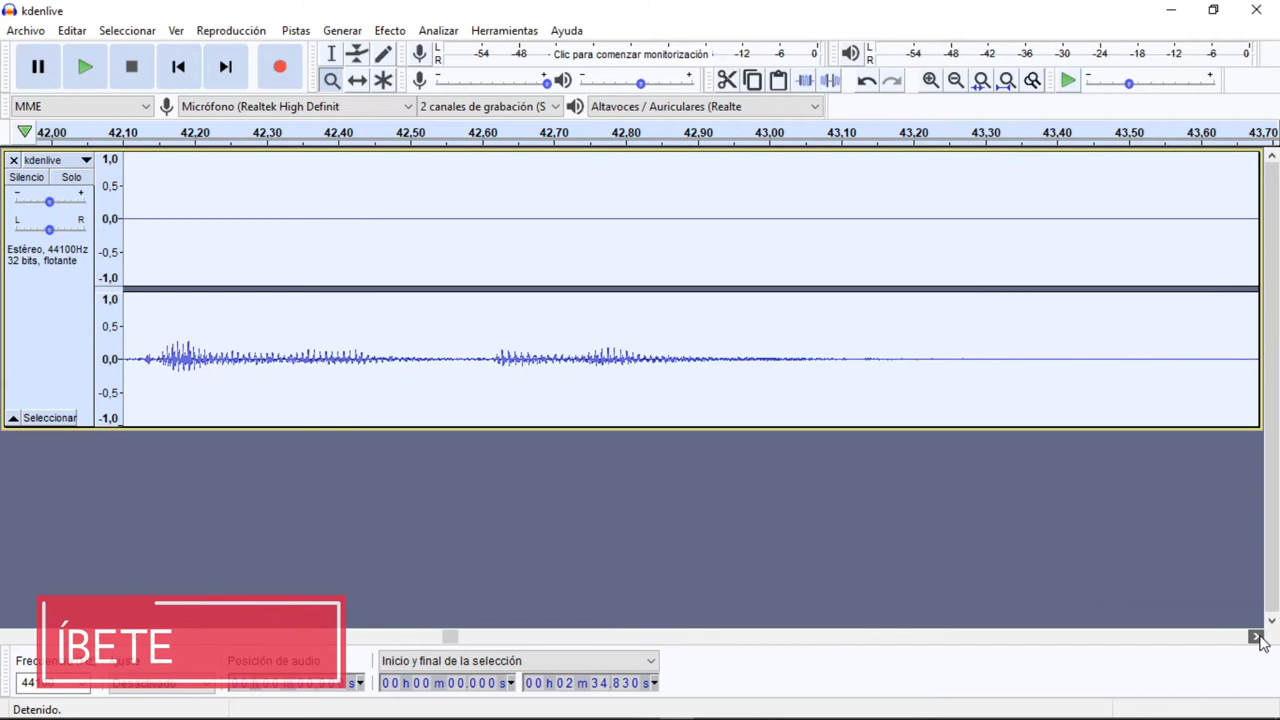 kdenlive
Archivo Editar Seleccionar Ver Reproducción Pistas Generar Efecto Analizar Herramientas Ayuda
L R -54 -48 Clic para comenzar monitorización -12 -6 0 L R -54 -48 -42 -36 -30 -24 -18 -12 -6 0
MME Micrófono (Realtek High Definit 2 canales de grabación (S Altavoces / Auriculares (Realte
42,00 42,10 42,20 42,30 42,40 42,50 42,60 42,70 42,80 42,90 43,00 43,10 43,20 43,30 43,40 43,50 43,60 43,70
kdenlive
Silencio Solo
- +
L R
Estéreo, 44100Hz
32 bits, flotante
Seleccionar
1,0
0,5
0,0
-0,5
-1,0
1,0
0,5
0,0
-0,5
-1,0
ÍBETE
Posición de audio Inicio y final de la selección
Desactivado 00 h 00 m 00,000 s 00 h 00 m 00,000 s 00 h 02 m 34,830 s
Detenido.